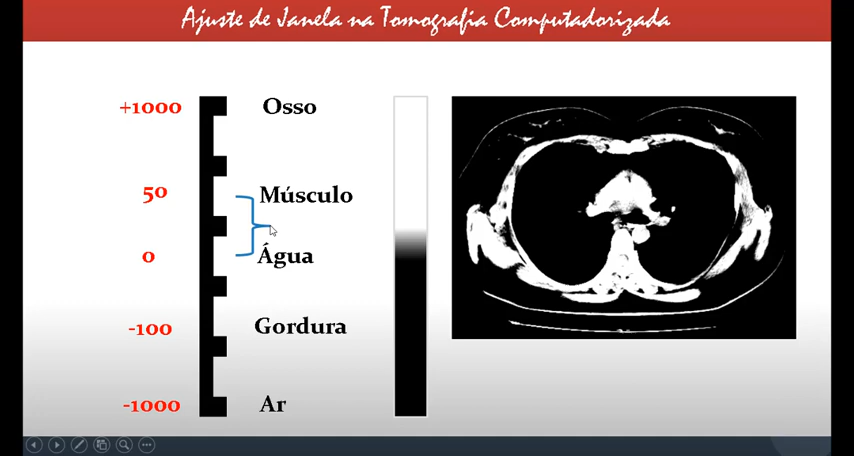 Ajuste de Janela na Tomografia Computadorizada
+1000 Osso
50 Músculo
0 Água
-100 Gordura
-1000 Ar